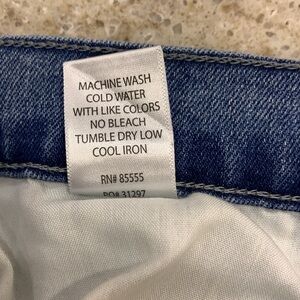 MACHINE WASH
COLD WATER
WITH LIKE COLORS
NO BLEACH
TUMBLE DRY LOW
COOL IRON
RN# 85555
PO# 31297